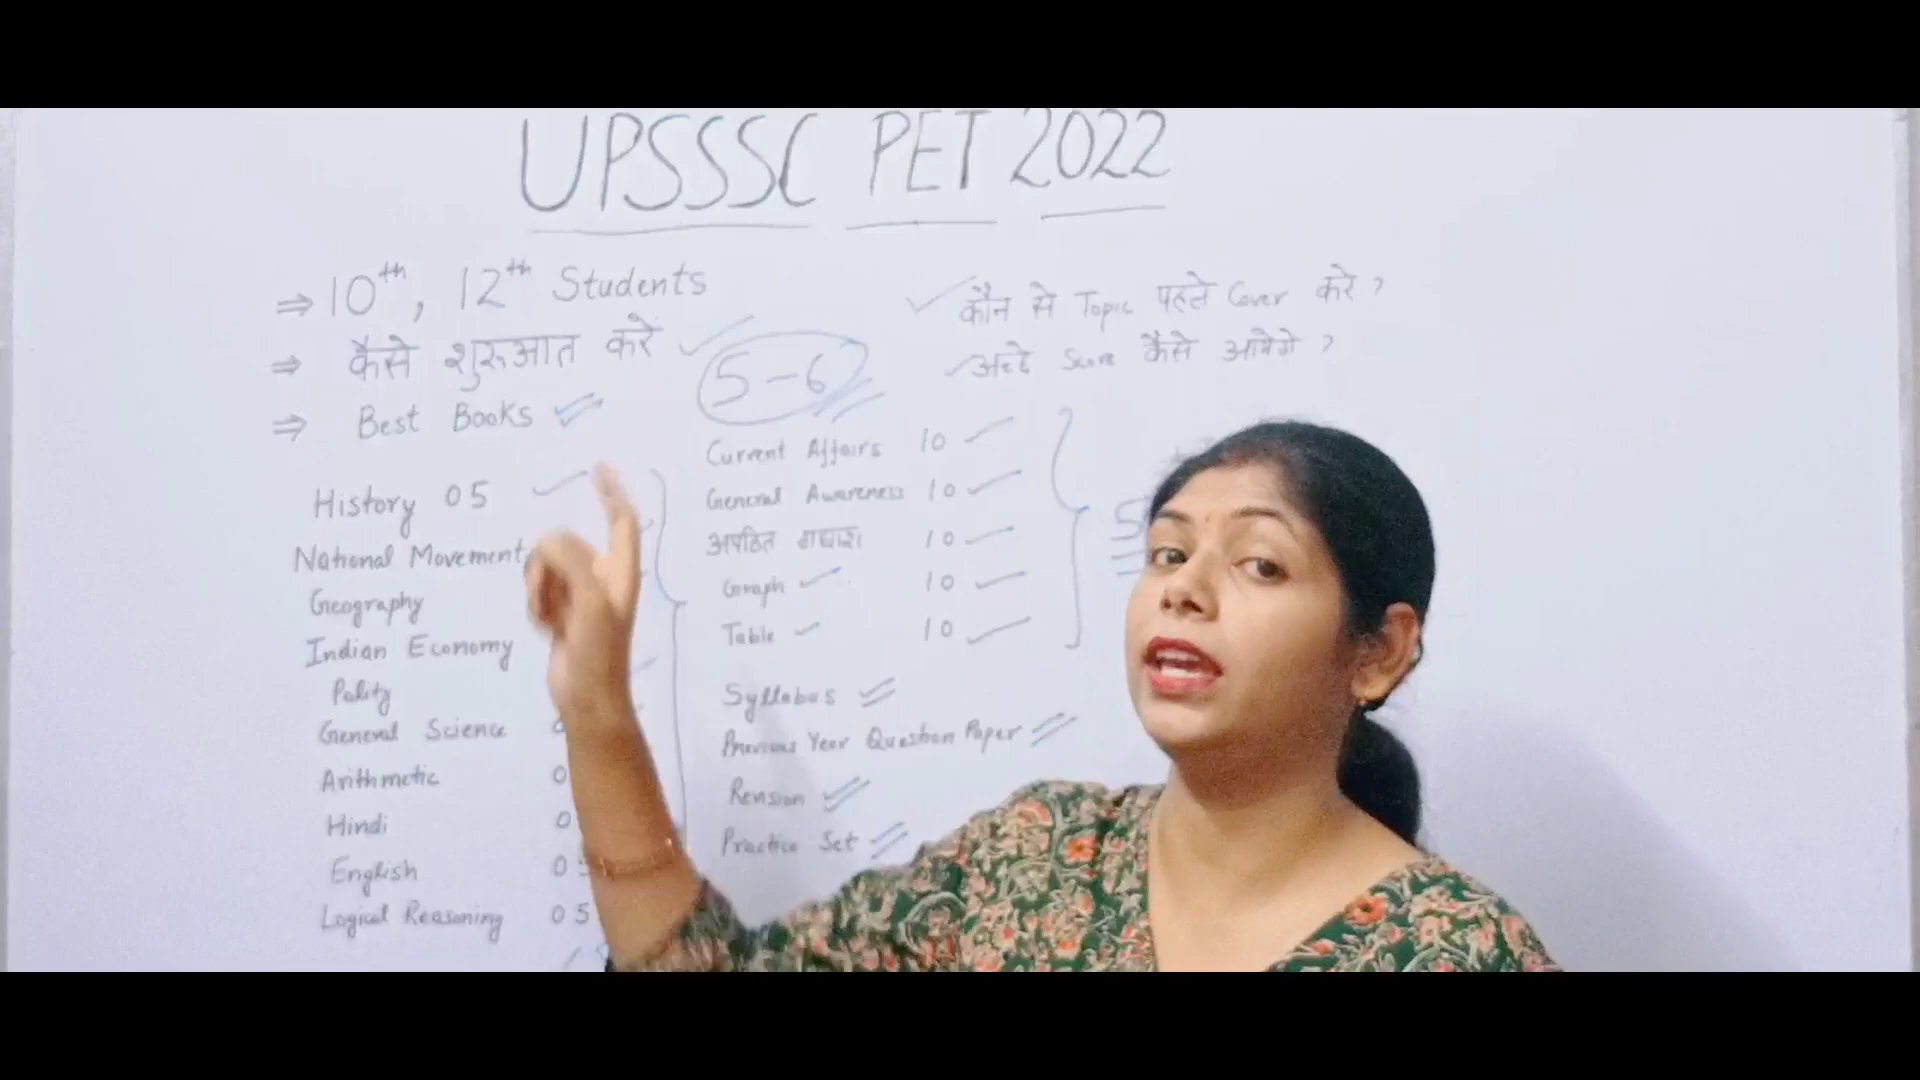 UPSSSC PET 2022
⇒ 10th, 12th Students
⇒ कैसे शुरुआत करे
⇒ Best Books
5-6
कौन से Topic पहले Cover करे ?
अच्छे Score कैसे आयेगे ?
History 05
National Movement
Geography
Indian Economy
Polity
General Science
Arithmetic 0
Hindi 0
English 05
Logical Reasoning 05
Current Affairs 10
General Awareness 10
अपठित गद्यांश 10
Graph 10
Table 10
5
Syllabus
Previous Year Question Paper
Revision
Practice Set